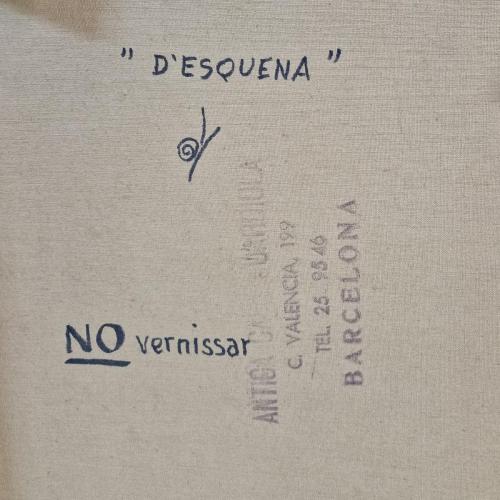 " D'ESQUENA "
NO vernissar
ANTIGA
C. VALENCIA, 199
TEL. 25 95 46
BARCELONA